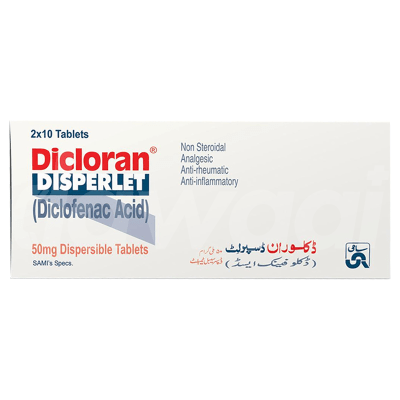 2x10 Tablets
Dicloran®
DISPERLET
(Diclofenac Acid)
50mg Dispersible Tablets
SAMI's Specs.
Non Steroidal
Analgesic
Anti-rheumatic
Anti-inflammatory
ڈکلوران ڈسپرلٹ
(ڈکلوفینک ایسڈ)
سامی